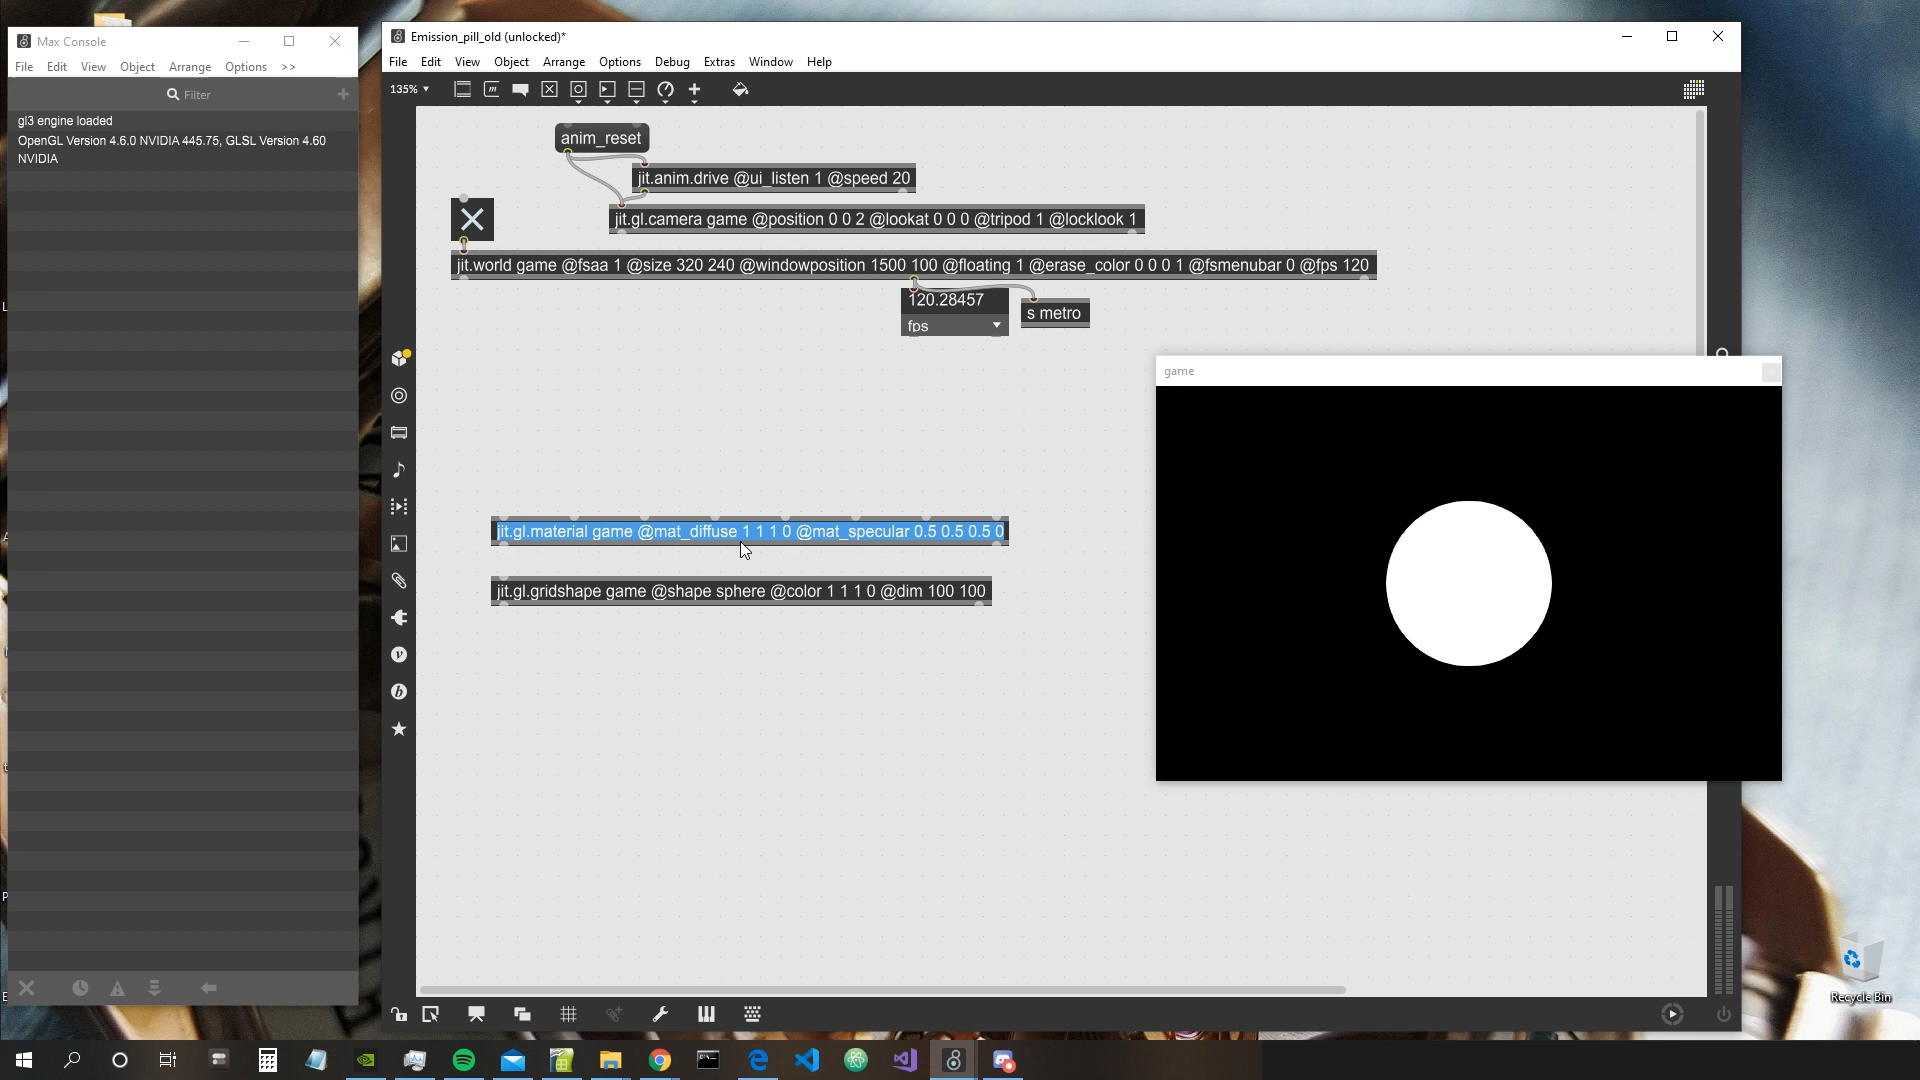 Max Console
File Edit View Object Arrange Options >>
Filter
gl3 engine loaded
OpenGL Version 4.6.0 NVIDIA 445.75, GLSL Version 4.60
NVIDIA
Emission_pill_old (unlocked)*
File Edit View Object Arrange Options Debug Extras Window Help
135%
anim_reset
jit.anim.drive @ui_listen 1 @speed 20
jit.gl.camera game @position 0 0 2 @lookat 0 0 0 @tripod 1 @locklook 1
jit.world game @fsaa 1 @size 320 240 @windowposition 1500 100 @floating 1 @erase_color 0 0 0 1 @fsmenubar 0 @fps 120
120.28457
fps
s metro
game
jit.gl.material game @mat_diffuse 1 1 1 0 @mat_specular 0.5 0.5 0.5 0
jit.gl.gridshape game @shape sphere @color 1 1 1 0 @dim 100 100
Recycle Bin